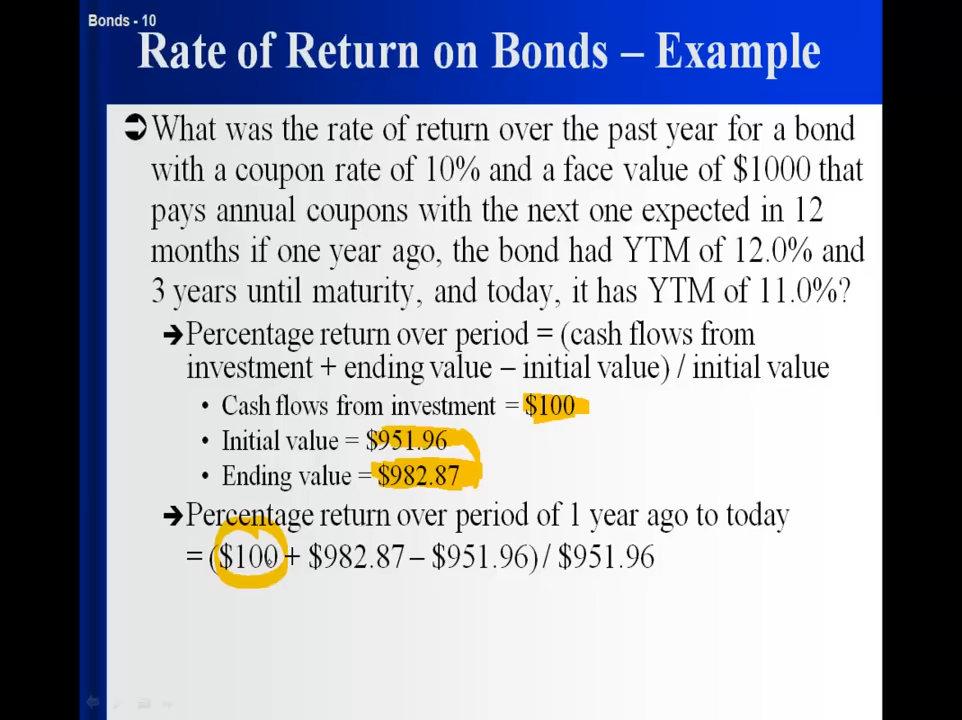 Bonds - 10
Rate of Return on Bonds – Example
What was the rate of return over the past year for a bond
with a coupon rate of 10% and a face value of $1000 that
pays annual coupons with the next one expected in 12
months if one year ago, the bond had YTM of 12.0% and
3 years until maturity, and today, it has YTM of 11.0%?
Percentage return over period = (cash flows from
investment + ending value – initial value) / initial value
• Cash flows from investment = $100
• Initial value = $951.96
• Ending value = $982.87
Percentage return over period of 1 year ago to today
= ($100 + $982.87 – $951.96) / $951.96